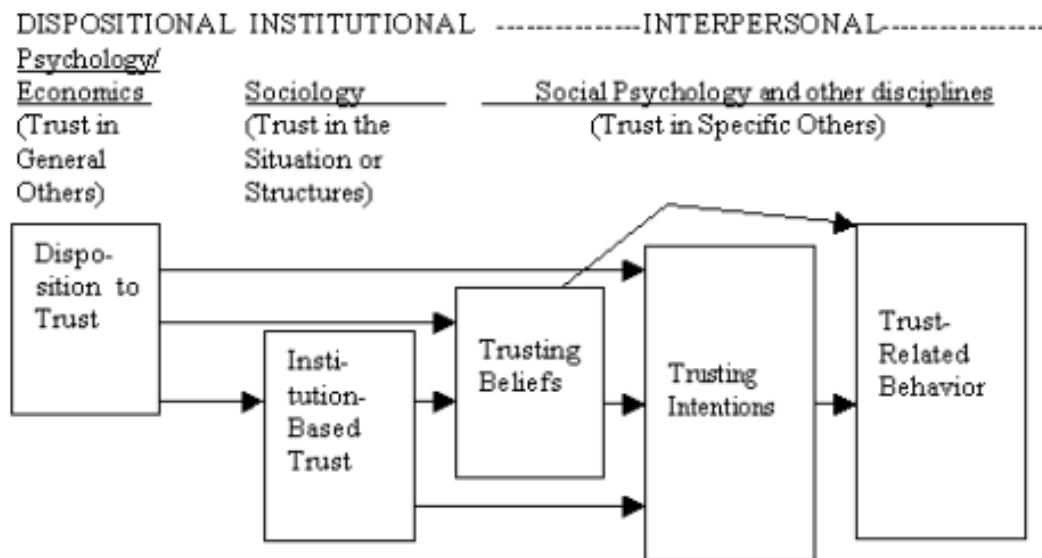 DISPOSITIONAL INSTITUTIONAL ---------------INTERPERSONAL----------------
Psychology/
Economics Sociology Social Psychology and other disciplines
(Trust in (Trust in the (Trust in Specific Others)
General Situation or
Others) Structures)
Dispo-
sition to
Trust
Insti-
tution-
Based
Trust
Trusting
Beliefs
Trusting
Intentions
Trust-
Related
Behavior